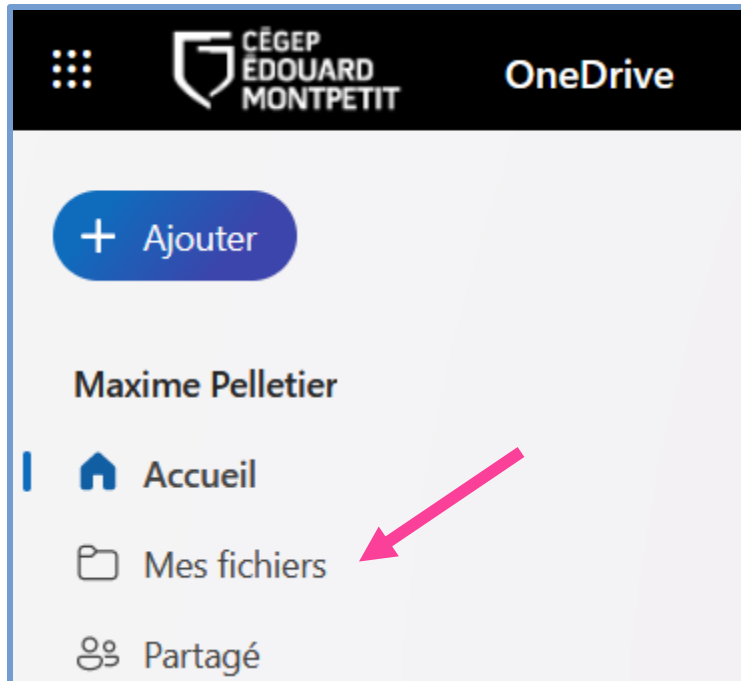 CÉGEP
ÉDOUARD
MONTPETIT
OneDrive
+ Ajouter
Maxime Pelletier
Accueil
Mes fichiers
Partagé